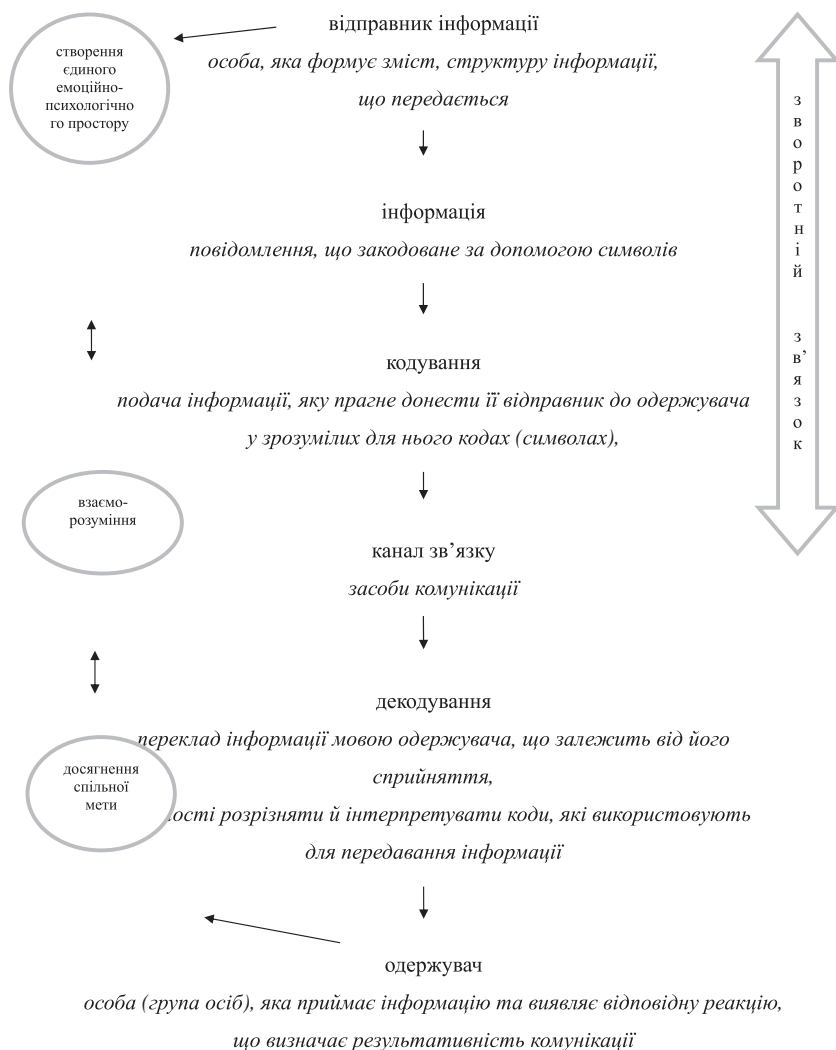 відправник інформації
особа, яка формує зміст, структуру інформації,
що передається
створення
єдиного
емоційно-
психологічно
го простору
зворотній зв’язок
інформація
повідомлення, що закодоване за допомогою символів
кодування
подача інформації, яку прагне донести її відправник до одержувача
у зрозумілих для нього кодах (символах),
взаємо-
розуміння
канал зв’язку
засоби комунікації
декодування
переклад інформації мовою одержувача, що залежить від його
сприйняття,
досягнення
спільної
мети
розрізняти й інтерпретувати коди, які використовують
для передавання інформації
одержувач
особа (група осіб), яка приймає інформацію та виявляє відповідну реакцію,
що визначає результативність комунікації